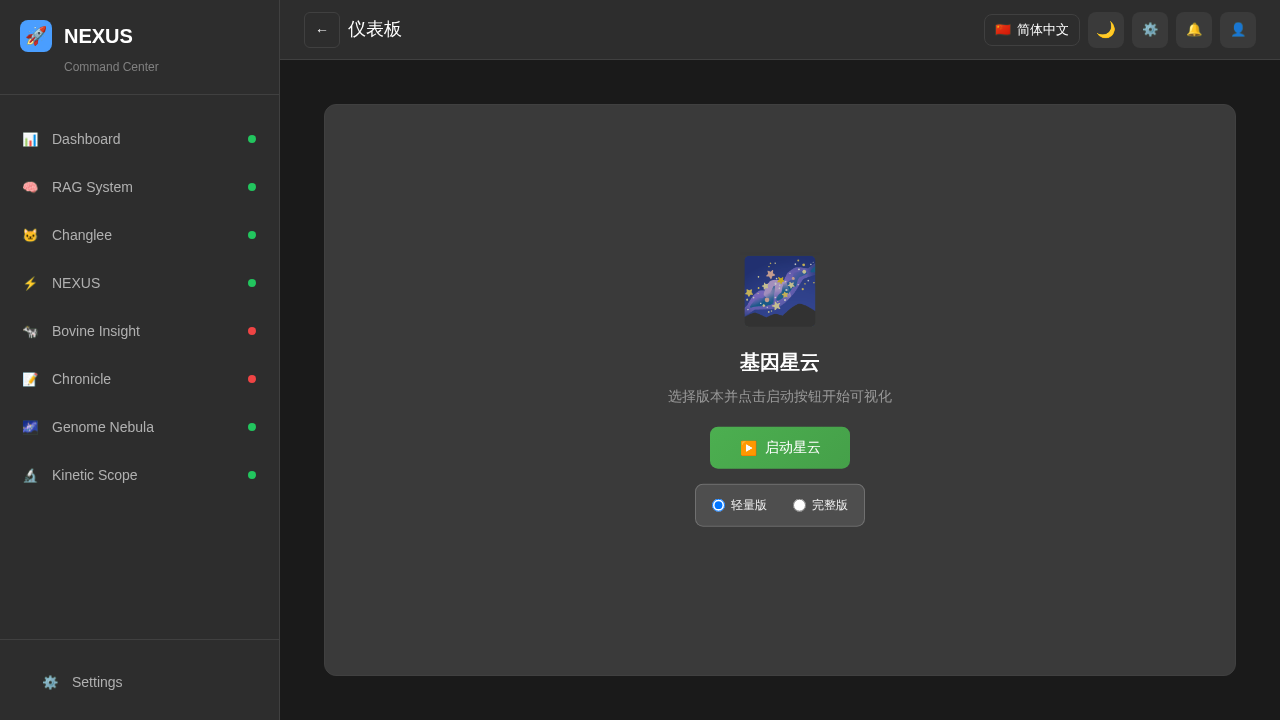 NEXUS
Command Center
Dashboard
RAG System
Changlee
NEXUS
Bovine Insight
Chronicle
Genome Nebula
Kinetic Scope
Settings
← 仪表板
简体中文
基因星云
选择版本并点击启动按钮开始可视化
启动星云
轻量版 完整版